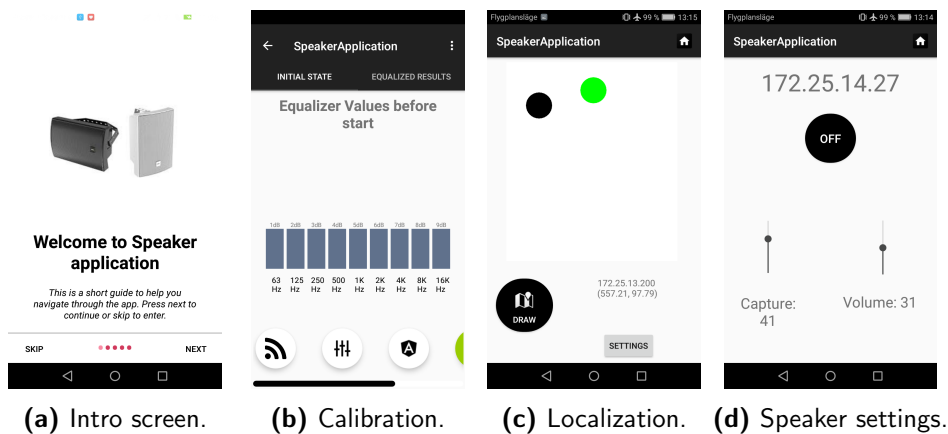 Welcome to Speaker
application
This is a short guide to help you
navigate through the app. Press next to
continue or skip to enter.
SKIP
NEXT
(a) Intro screen.
SpeakerApplication
INITIAL STATE
EQUALIZED RESULTS
Equalizer Values before
start
1dB 2dB 3dB 4dB 5dB 6dB 7dB 8dB 9dB
63 125 250 500 1K 2K 4K 8K 16K
Hz Hz Hz Hz Hz Hz Hz Hz Hz
(b) Calibration.
Flygplansläge
99 %
13:15
SpeakerApplication
172.25.13.200
(557.21, 97.79)
DRAW
SETTINGS
(c) Localization.
Flygplansläge
99 %
13:14
SpeakerApplication
172.25.14.27
OFF
Capture:
41
Volume: 31
(d) Speaker settings.